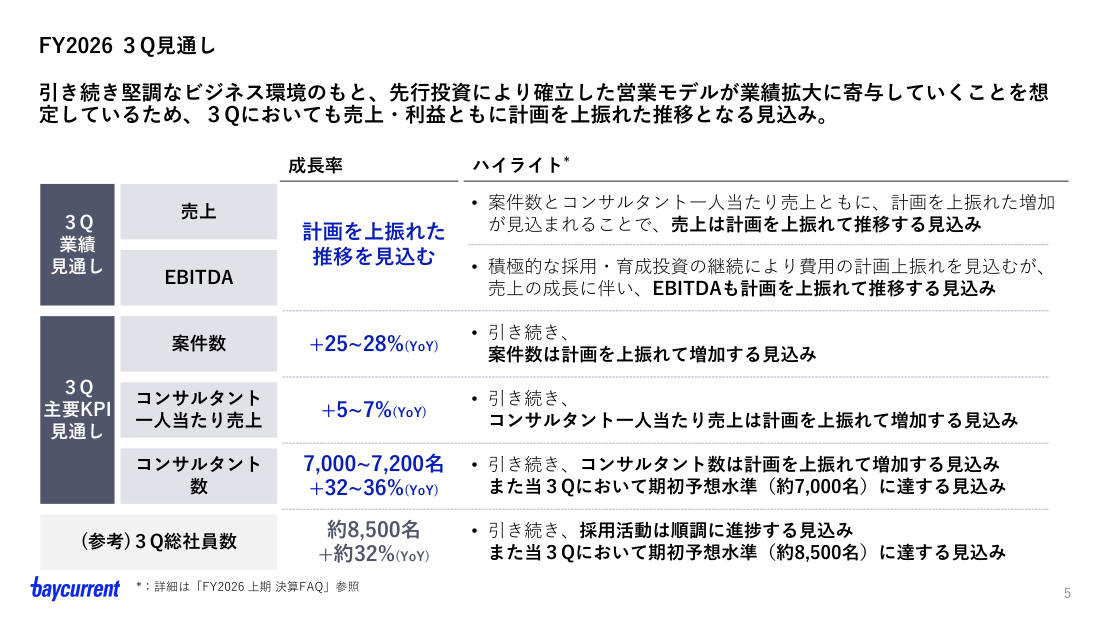 FY2026 3Q見通し
引き続き堅調なビジネス環境のもと、先行投資により確立した営業モデルが業績拡大に寄与していくことを想
定しているため、3Qにおいても売上・利益ともに計画を上振れた推移となる見込み。
成長率
ハイライト*
3Q
業績
見通し
売上
計画を上振れた
推移を見込む
• 案件数とコンサルタント一人当たり売上ともに、計画を上振れた増加
が見込まれることで、売上は計画を上振れて推移する見込み
EBITDA
• 積極的な採用・育成投資の継続により費用の計画上振れを見込むが、
売上の成長に伴い、EBITDAも計画を上振れて推移する見込み
3Q
主要KPI
見通し
案件数
+25~28%(YoY)
• 引き続き、
案件数は計画を上振れて増加する見込み
コンサルタント
一人当たり売上
+5~7%(YoY)
• 引き続き、
コンサルタント一人当たり売上は計画を上振れて増加する見込み
コンサルタント
数
7,000~7,200名
+32~36%(YoY)
• 引き続き、コンサルタント数は計画を上振れて増加する見込み
また当3Qにおいて期初予想水準（約7,000名）に達する見込み
(参考)3Q総社員数
約8,500名
+約32%(YoY)
• 引き続き、採用活動は順調に進捗する見込み
また当3Qにおいて期初予想水準（約8,500名）に達する見込み
baycurrent
*：詳細は「FY2026 上期 決算FAQ」参照
5